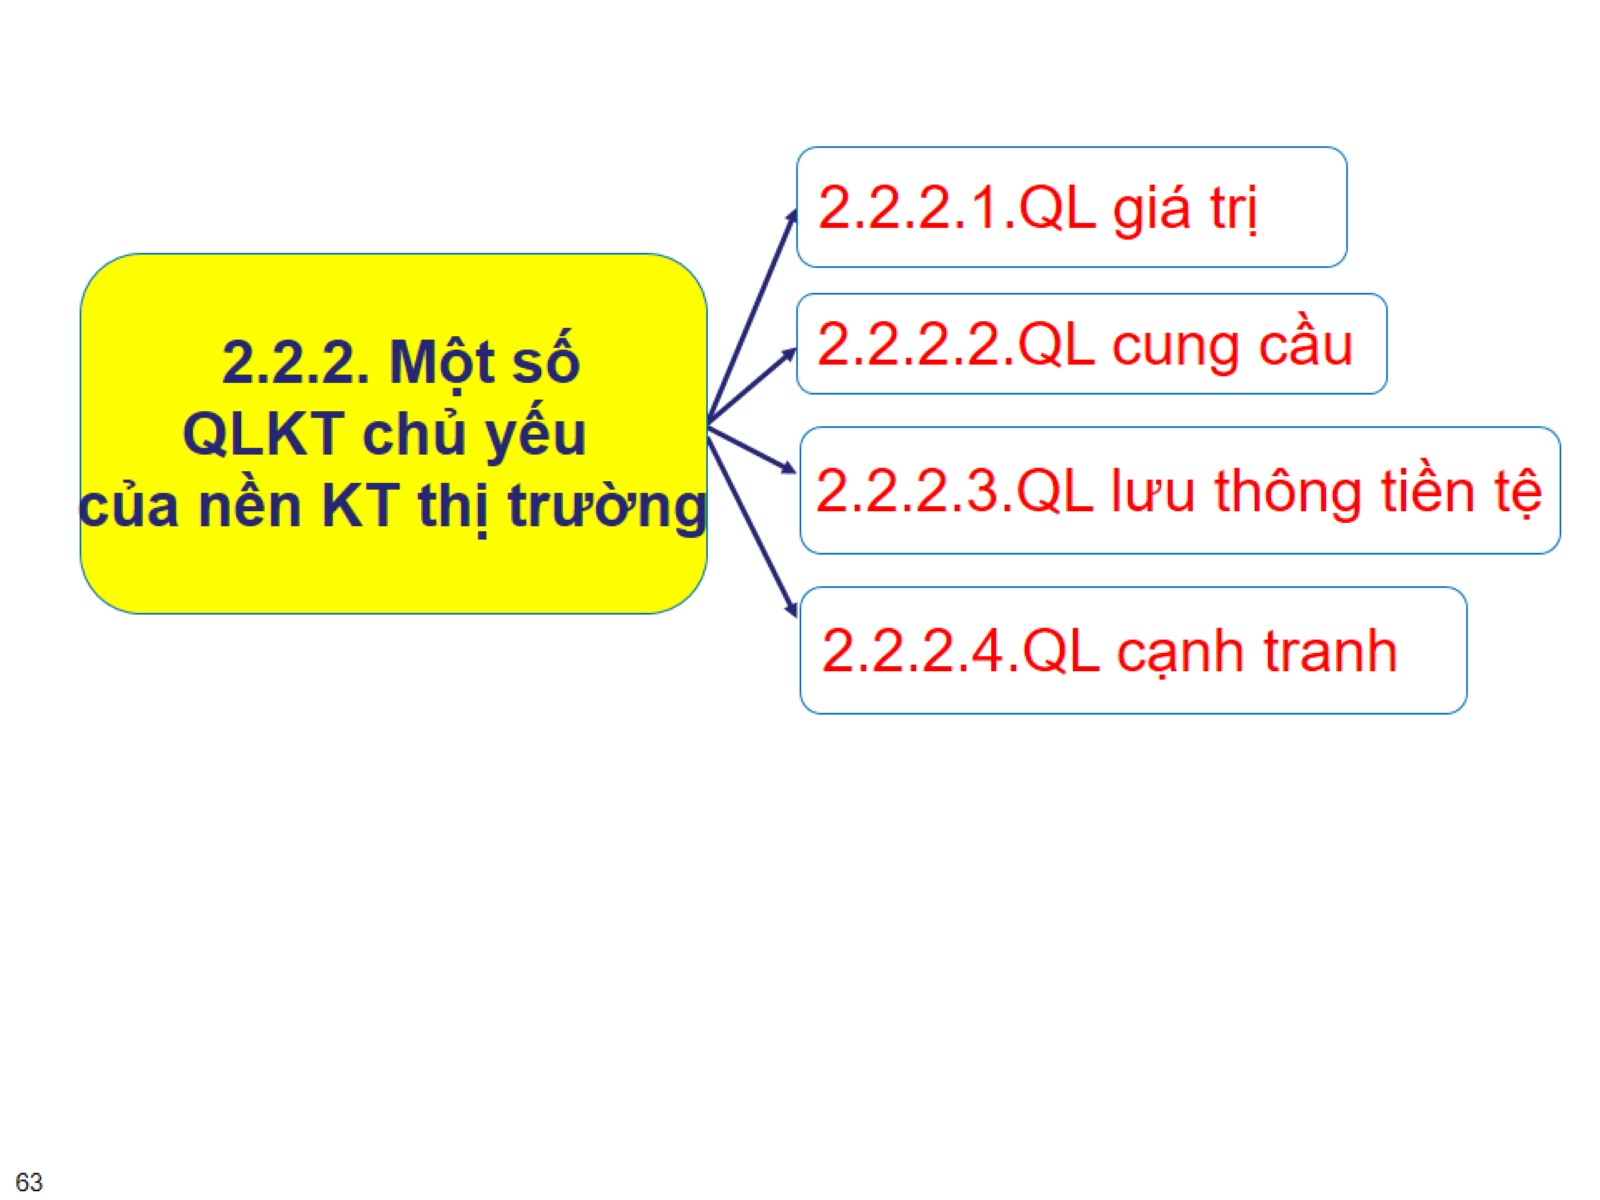 2.2.2. Một số
QLKT chủ yếu
của nền KT thị trường
2.2.2.1.QL giá trị
2.2.2.2.QL cung cầu
2.2.2.3.QL lưu thông tiền tệ
2.2.2.4.QL cạnh tranh
63